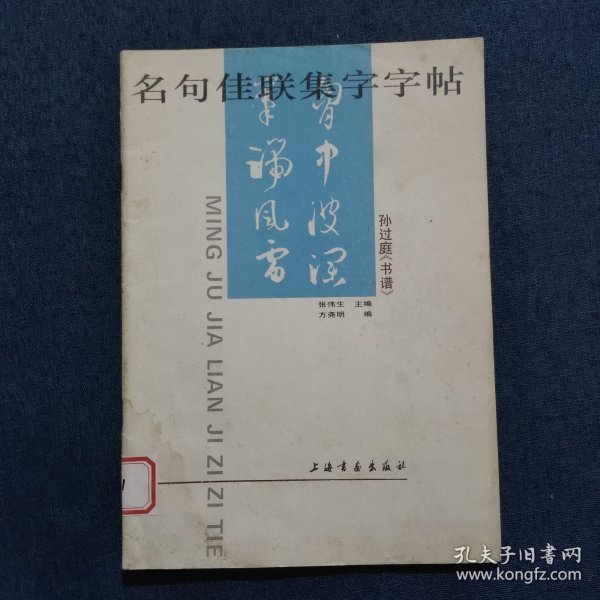 名句佳联集字字帖
胸中波澜
笔端风雷
MING JU JIA LIAN JI ZI ZI TIE
孙过庭《书谱》
张伟生 主编
方尧明 编
上海书画出版社
1
孔夫子旧书网
www.kongfz.com